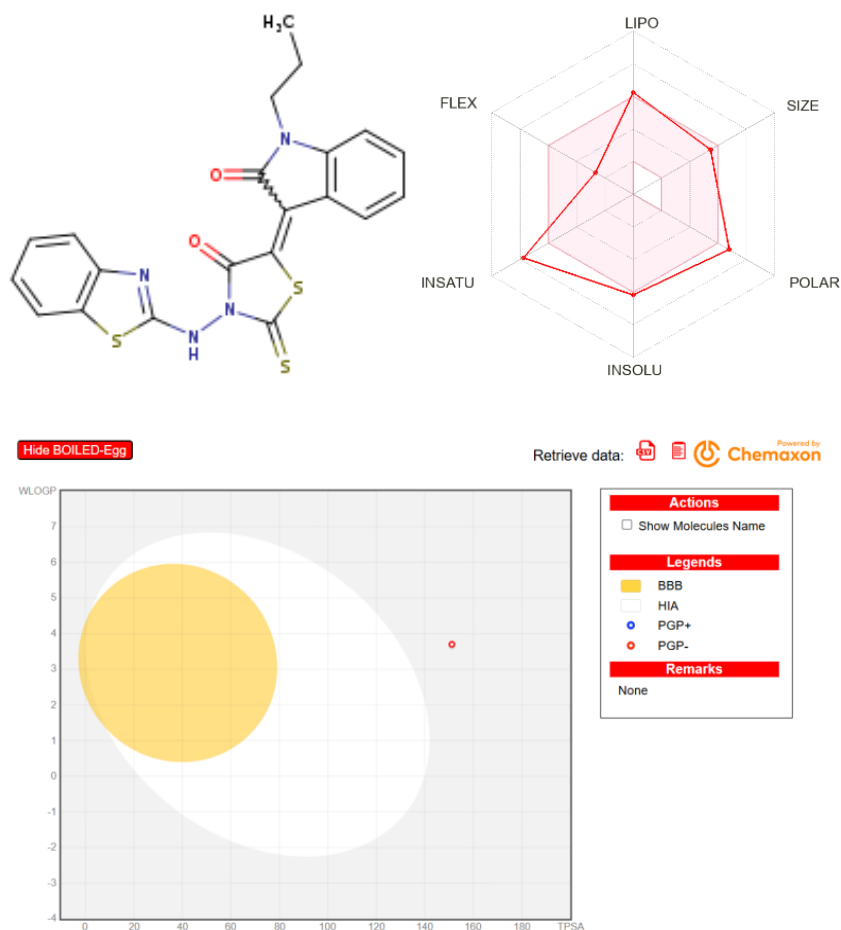 H₃C
N
O
O
N
S
N
S
N
H
S
LIPO
FLEX
SIZE
INSATU
POLAR
INSOLU
Hide BOILED-Egg
Retrieve data:
CSV
Powered by
Chemaxon
WLOGP
7
6
5
4
3
2
1
0
-1
-2
-3
-4
0 20 40 60 80 100 120 140 160 180 TPSA
Actions
Show Molecules Name
Legends
BBB
HIA
PGP+
PGP-
Remarks
None